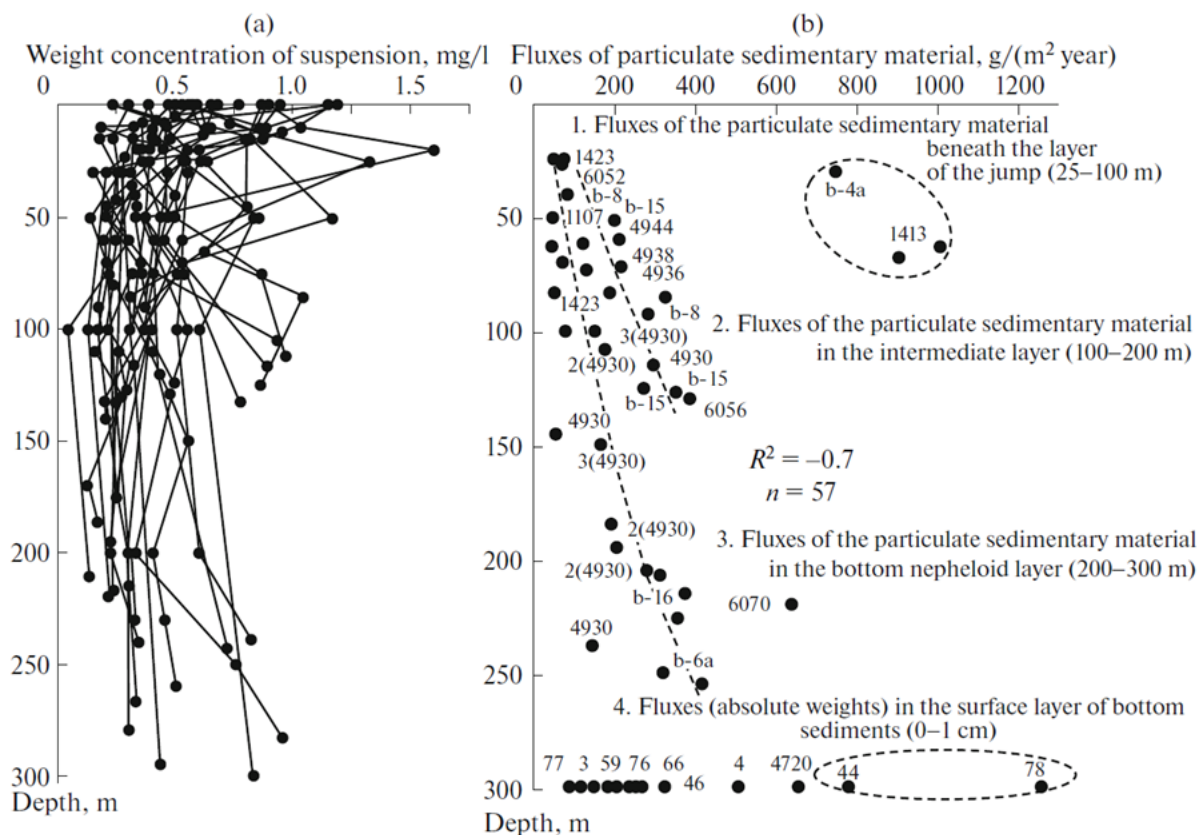 (a)
Weight concentration of suspension, mg/l
0 0.5 1.0 1.5
50
100
150
200
250
300
Depth, m
(b)
Fluxes of particulate sedimentary material, g/(m² year)
0 200 400 600 800 1000 1200
1. Fluxes of the particulate sedimentary material
beneath the layer
of the jump (25–100 m)
1423
6052
b-8
b-15
b-4a
50
1107
4944
1413
4938
4936
1423
b-8
100
3(4930)
2. Fluxes of the particulate sedimentary material
in the intermediate layer (100–200 m)
2(4930)
4930
b-15
b-15
6056
4930
150
3(4930)
R² = –0.7
n = 57
2(4930)
3. Fluxes of the particulate sedimentary material
in the bottom nepheloid layer (200–300 m)
200
2(4930)
b-16
6070
4930
250
b-6a
4. Fluxes (absolute weights) in the surface layer of bottom
sediments (0–1 cm)
77 3 59 76 66 4 4720 44 78
46
300
Depth, m